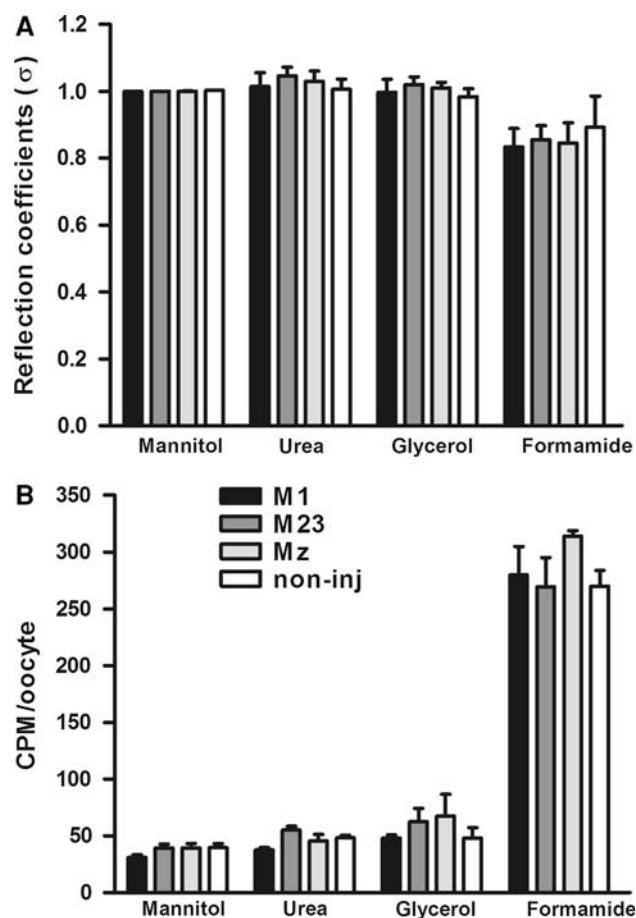 A
Reflection coefficients (σ)
1.2
1.0
0.8
0.6
0.4
0.2
0.0
Mannitol Urea Glycerol Formamide
B
CPM/oocyte
350
300
250
200
150
100
50
0
M1
M23
Mz
non-inj
Mannitol Urea Glycerol Formamide